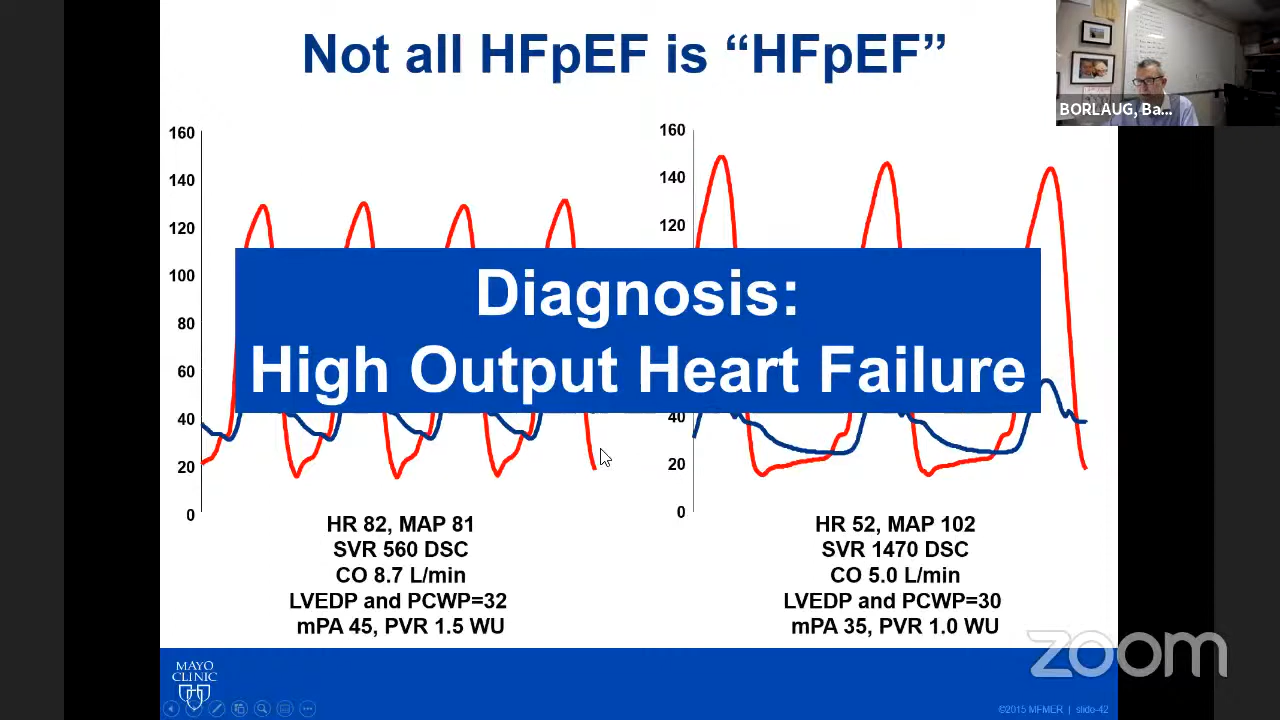 Not all HFpEF is “HFpEF”
BORLAUG, Ba...
160
140
120
100
80
60
40
20
0
160
140
120
40
20
0
Diagnosis:
High Output Heart Failure
HR 82, MAP 81
SVR 560 DSC
CO 8.7 L/min
LVEDP and PCWP=32
mPA 45, PVR 1.5 WU
HR 52, MAP 102
SVR 1470 DSC
CO 5.0 L/min
LVEDP and PCWP=30
mPA 35, PVR 1.0 WU
zoom
MAYO
CLINIC
©2015 MFMER | slido-42